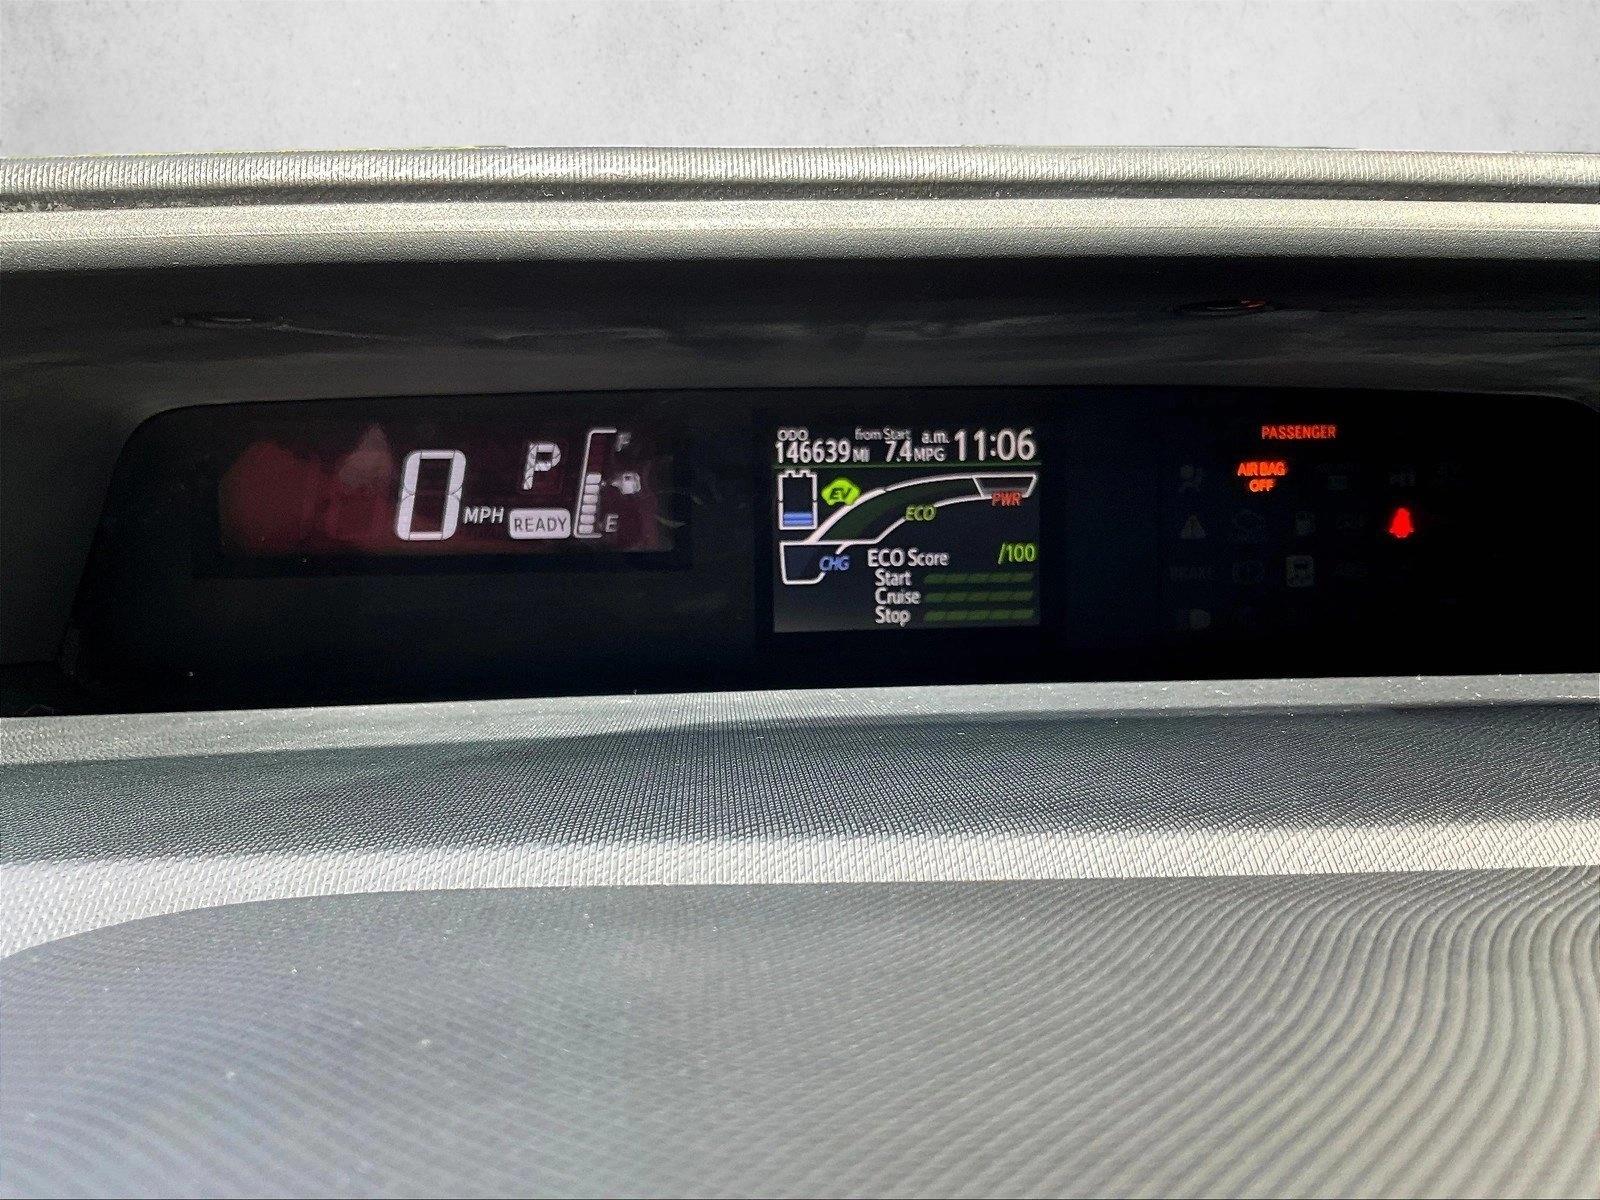 0 MPH
P
READY
F
E
ODO from Start a.m. 11:06
146639 MI 7.4 MPG
EV
PWR
ECO
CHG
ECO Score /100
Start
Cruise
Stop
PASSENGER
AIR BAG
OFF
BRAKE